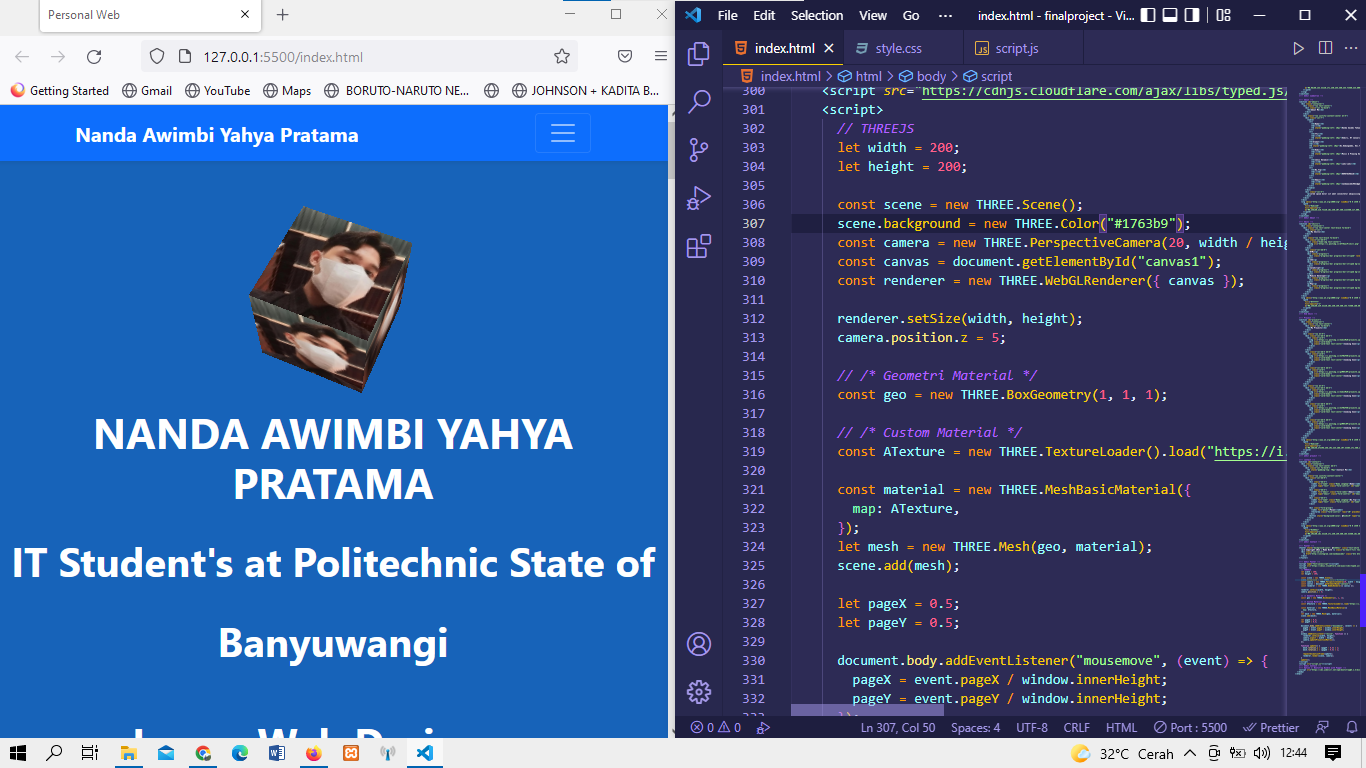 Personal Web
127.0.0.1:5500/index.html
Getting Started
Gmail
YouTube
Maps
BORUTO-NARUTO NE...
JOHNSON + KADITA B...
Nanda Awimbi Yahya Pratama
NANDA AWIMBI YAHYA
PRATAMA
IT Student's at Politechnic State of
Banyuwangi
File Edit Selection View Go ...
index.html - finalproject - Vi...
index.html
style.css
script.js
index.html > html > body > script
300 <script src="https://cdnjs.cloudflare.com/ajax/libs/typed.js/
301 <script>
302 // THREEJS
303 let width = 200;
304 let height = 200;
305
306 const scene = new THREE.Scene();
307 scene.background = new THREE.Color("#1763b9");
308 const camera = new THREE.PerspectiveCamera(20, width / heig
309 const canvas = document.getElementById("canvas1");
310 const renderer = new THREE.WebGLRenderer({ canvas });
311
312 renderer.setSize(width, height);
313 camera.position.z = 5;
314
315 // /* Geometri Material */
316 const geo = new THREE.BoxGeometry(1, 1, 1);
317
318 // /* Custom Material */
319 const ATexture = new THREE.TextureLoader().load("https://i.
320
321 const material = new THREE.MeshBasicMaterial({
322 map: ATexture,
323 });
324 let mesh = new THREE.Mesh(geo, material);
325 scene.add(mesh);
326
327 let pageX = 0.5;
328 let pageY = 0.5;
329
330 document.body.addEventListener("mousemove", (event) => {
331 pageX = event.pageX / window.innerHeight;
332 pageY = event.pageY / window.innerHeight;
333 });
0 0
Ln 307, Col 50
Spaces: 4
UTF-8
CRLF
HTML
Port : 5500
Prettier
32°C Cerah
12:44